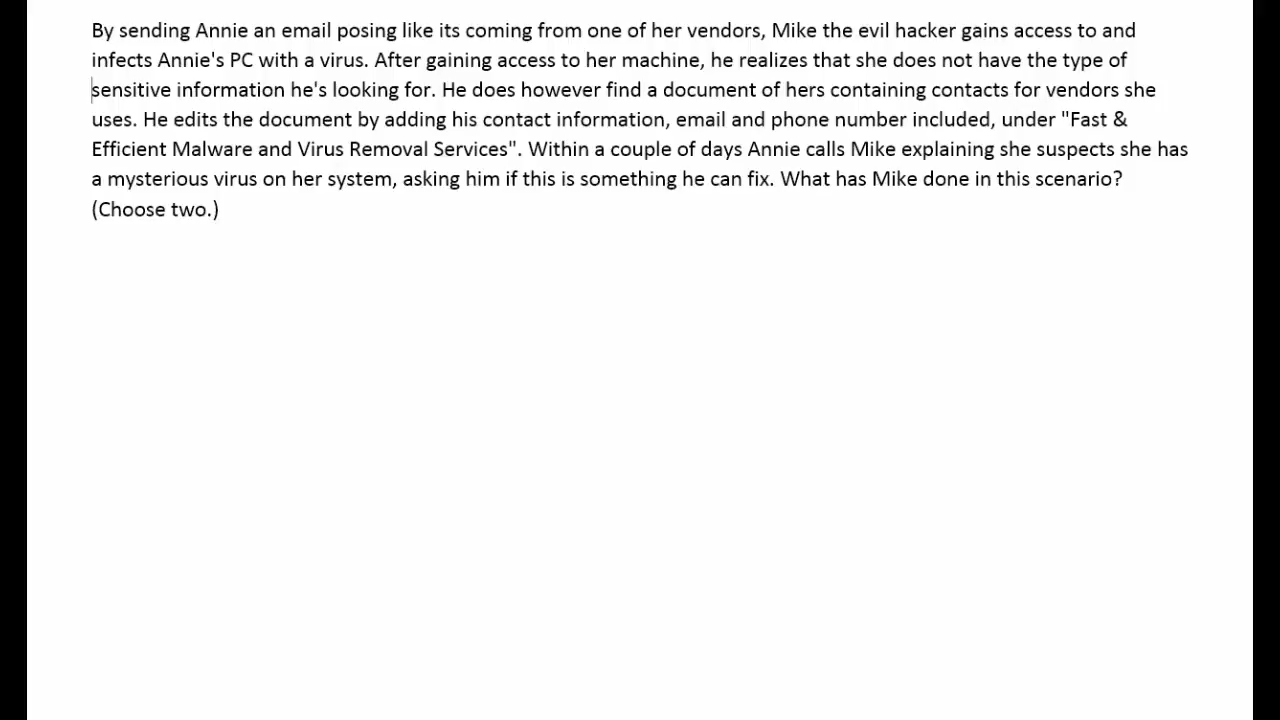 By sending Annie an email posing like its coming from one of her vendors, Mike the evil hacker gains access to and
infects Annie's PC with a virus. After gaining access to her machine, he realizes that she does not have the type of
sensitive information he's looking for. He does however find a document of hers containing contacts for vendors she
uses. He edits the document by adding his contact information, email and phone number included, under "Fast &
Efficient Malware and Virus Removal Services". Within a couple of days Annie calls Mike explaining she suspects she has
a mysterious virus on her system, asking him if this is something he can fix. What has Mike done in this scenario?
(Choose two.)